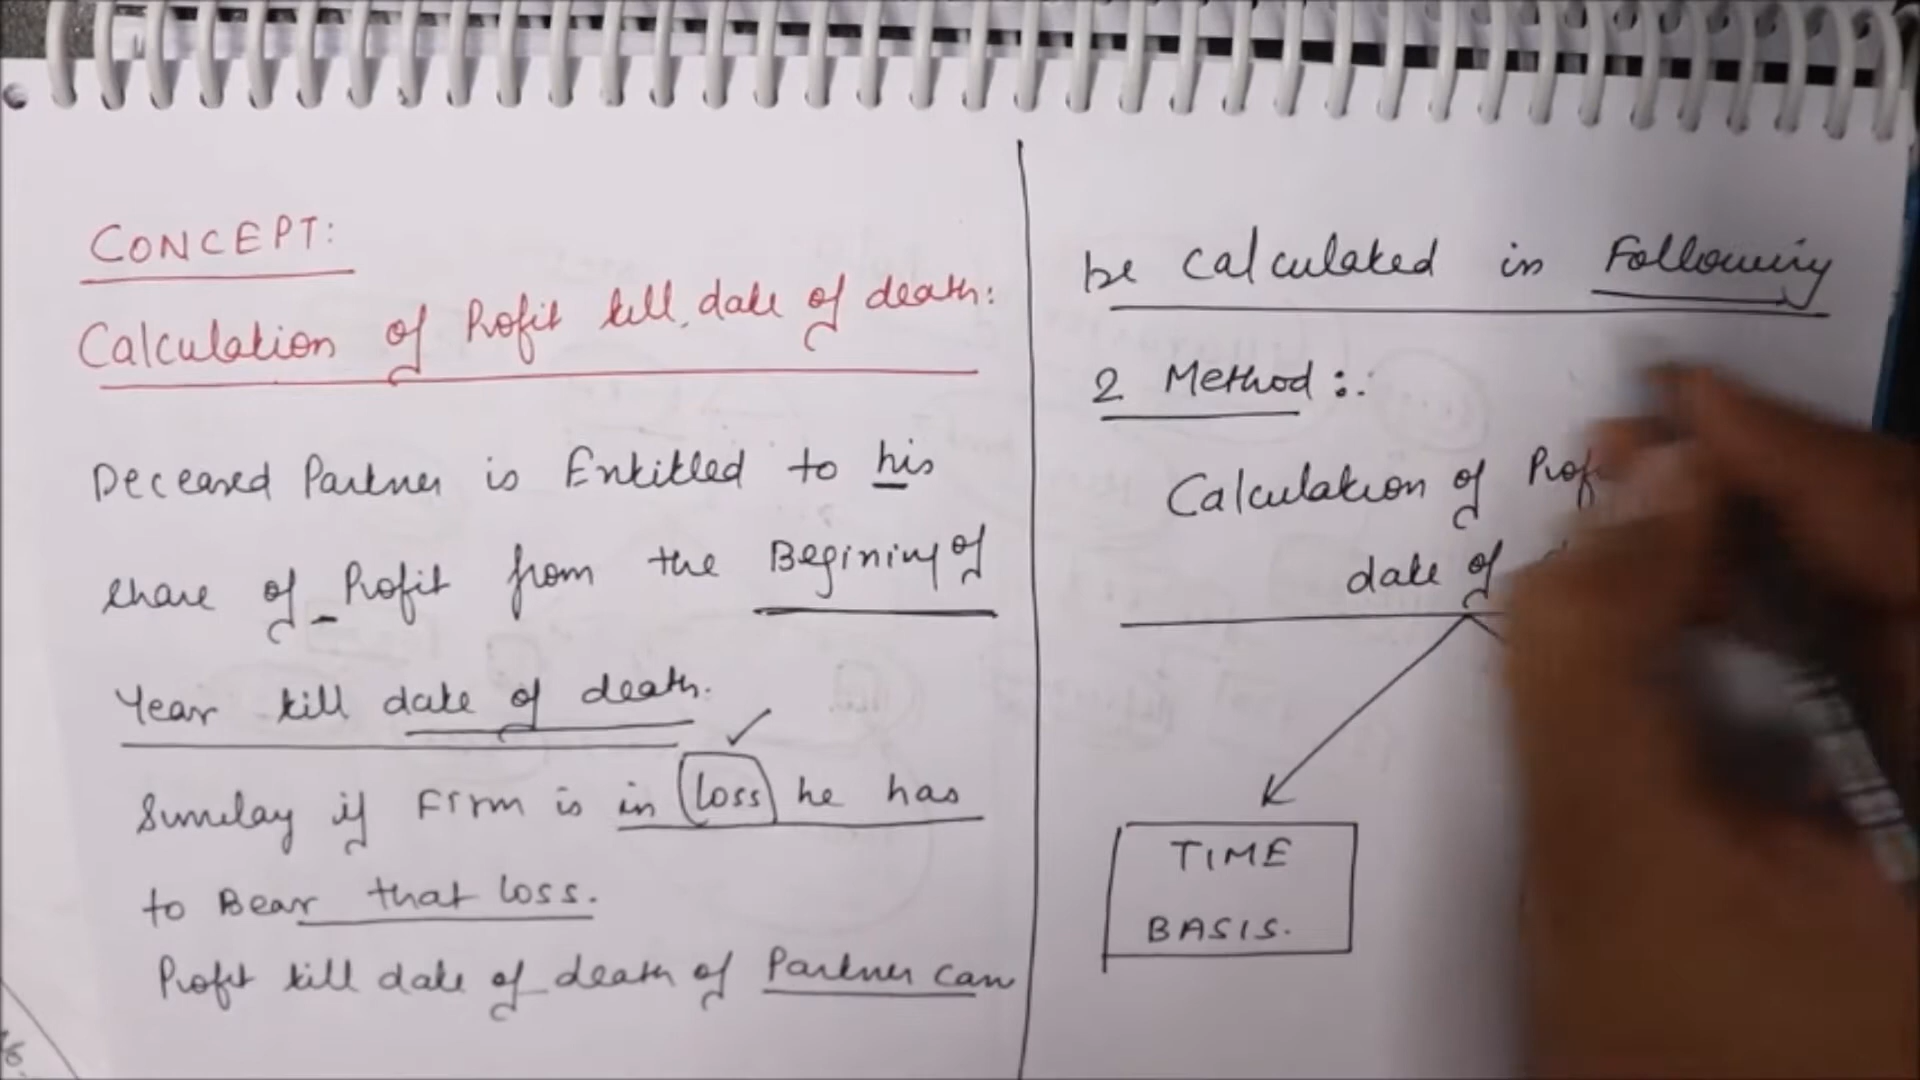 CONCEPT:
Calculation of Profit till date of death:
Deceased Partner is Entitled to his
share of Profit from the Begining of
Year till date of death.
Similay if Firm is in loss he has
to Bear that loss.
Profit till date of death of Partner can
be calculated in Following
2 Method:
Calculation of Prof
date of
TIME
BASIS.